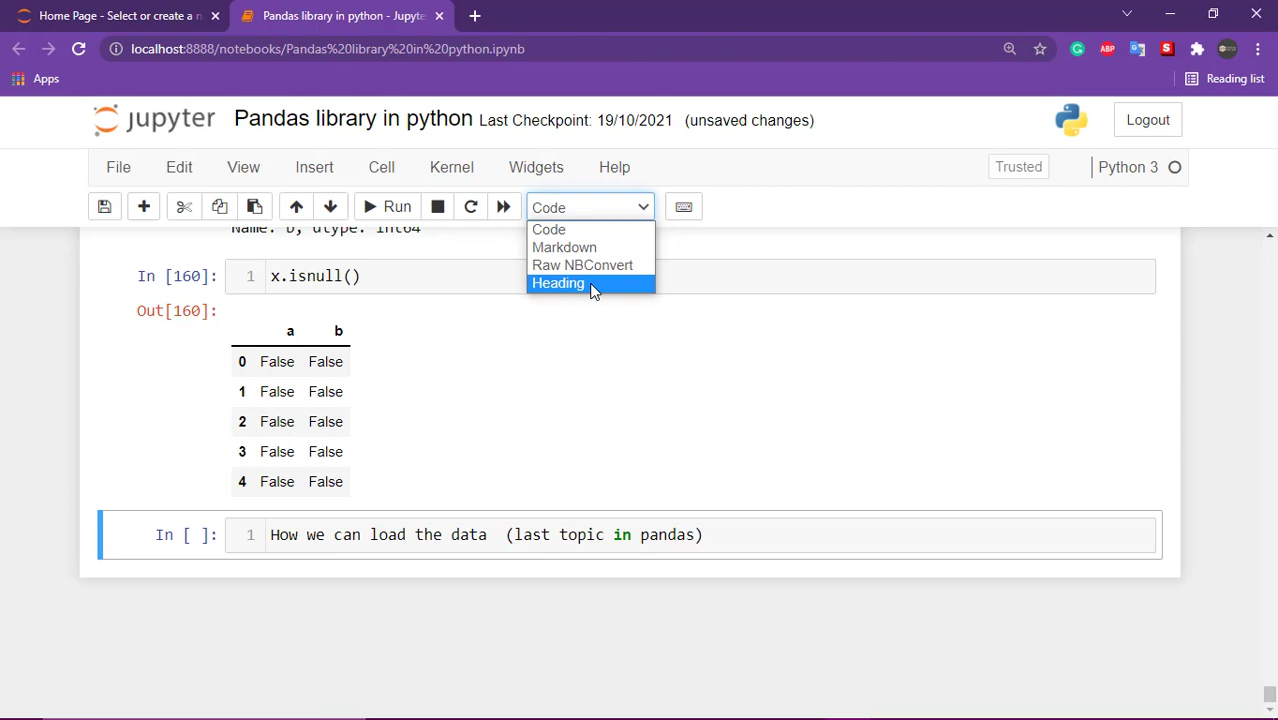 Home Page - Select or create a n
Pandas library in python - Jupyte
localhost:8888/notebooks/Pandas%20library%20in%20python.ipynb
ABP
S
Apps
Reading list
jupyter
Pandas library in python Last Checkpoint: 19/10/2021 (unsaved changes)
Logout
File Edit View Insert Cell Kernel Widgets Help
Trusted
Python 3
Run
Code
Code
Markdown
Raw NBConvert
Heading
Name: b, dtype: int64
In [160]: 1 x.isnull()
Out[160]:
a b
0 False False
1 False False
2 False False
3 False False
4 False False
In [ ]: 1 How we can load the data (last topic in pandas)